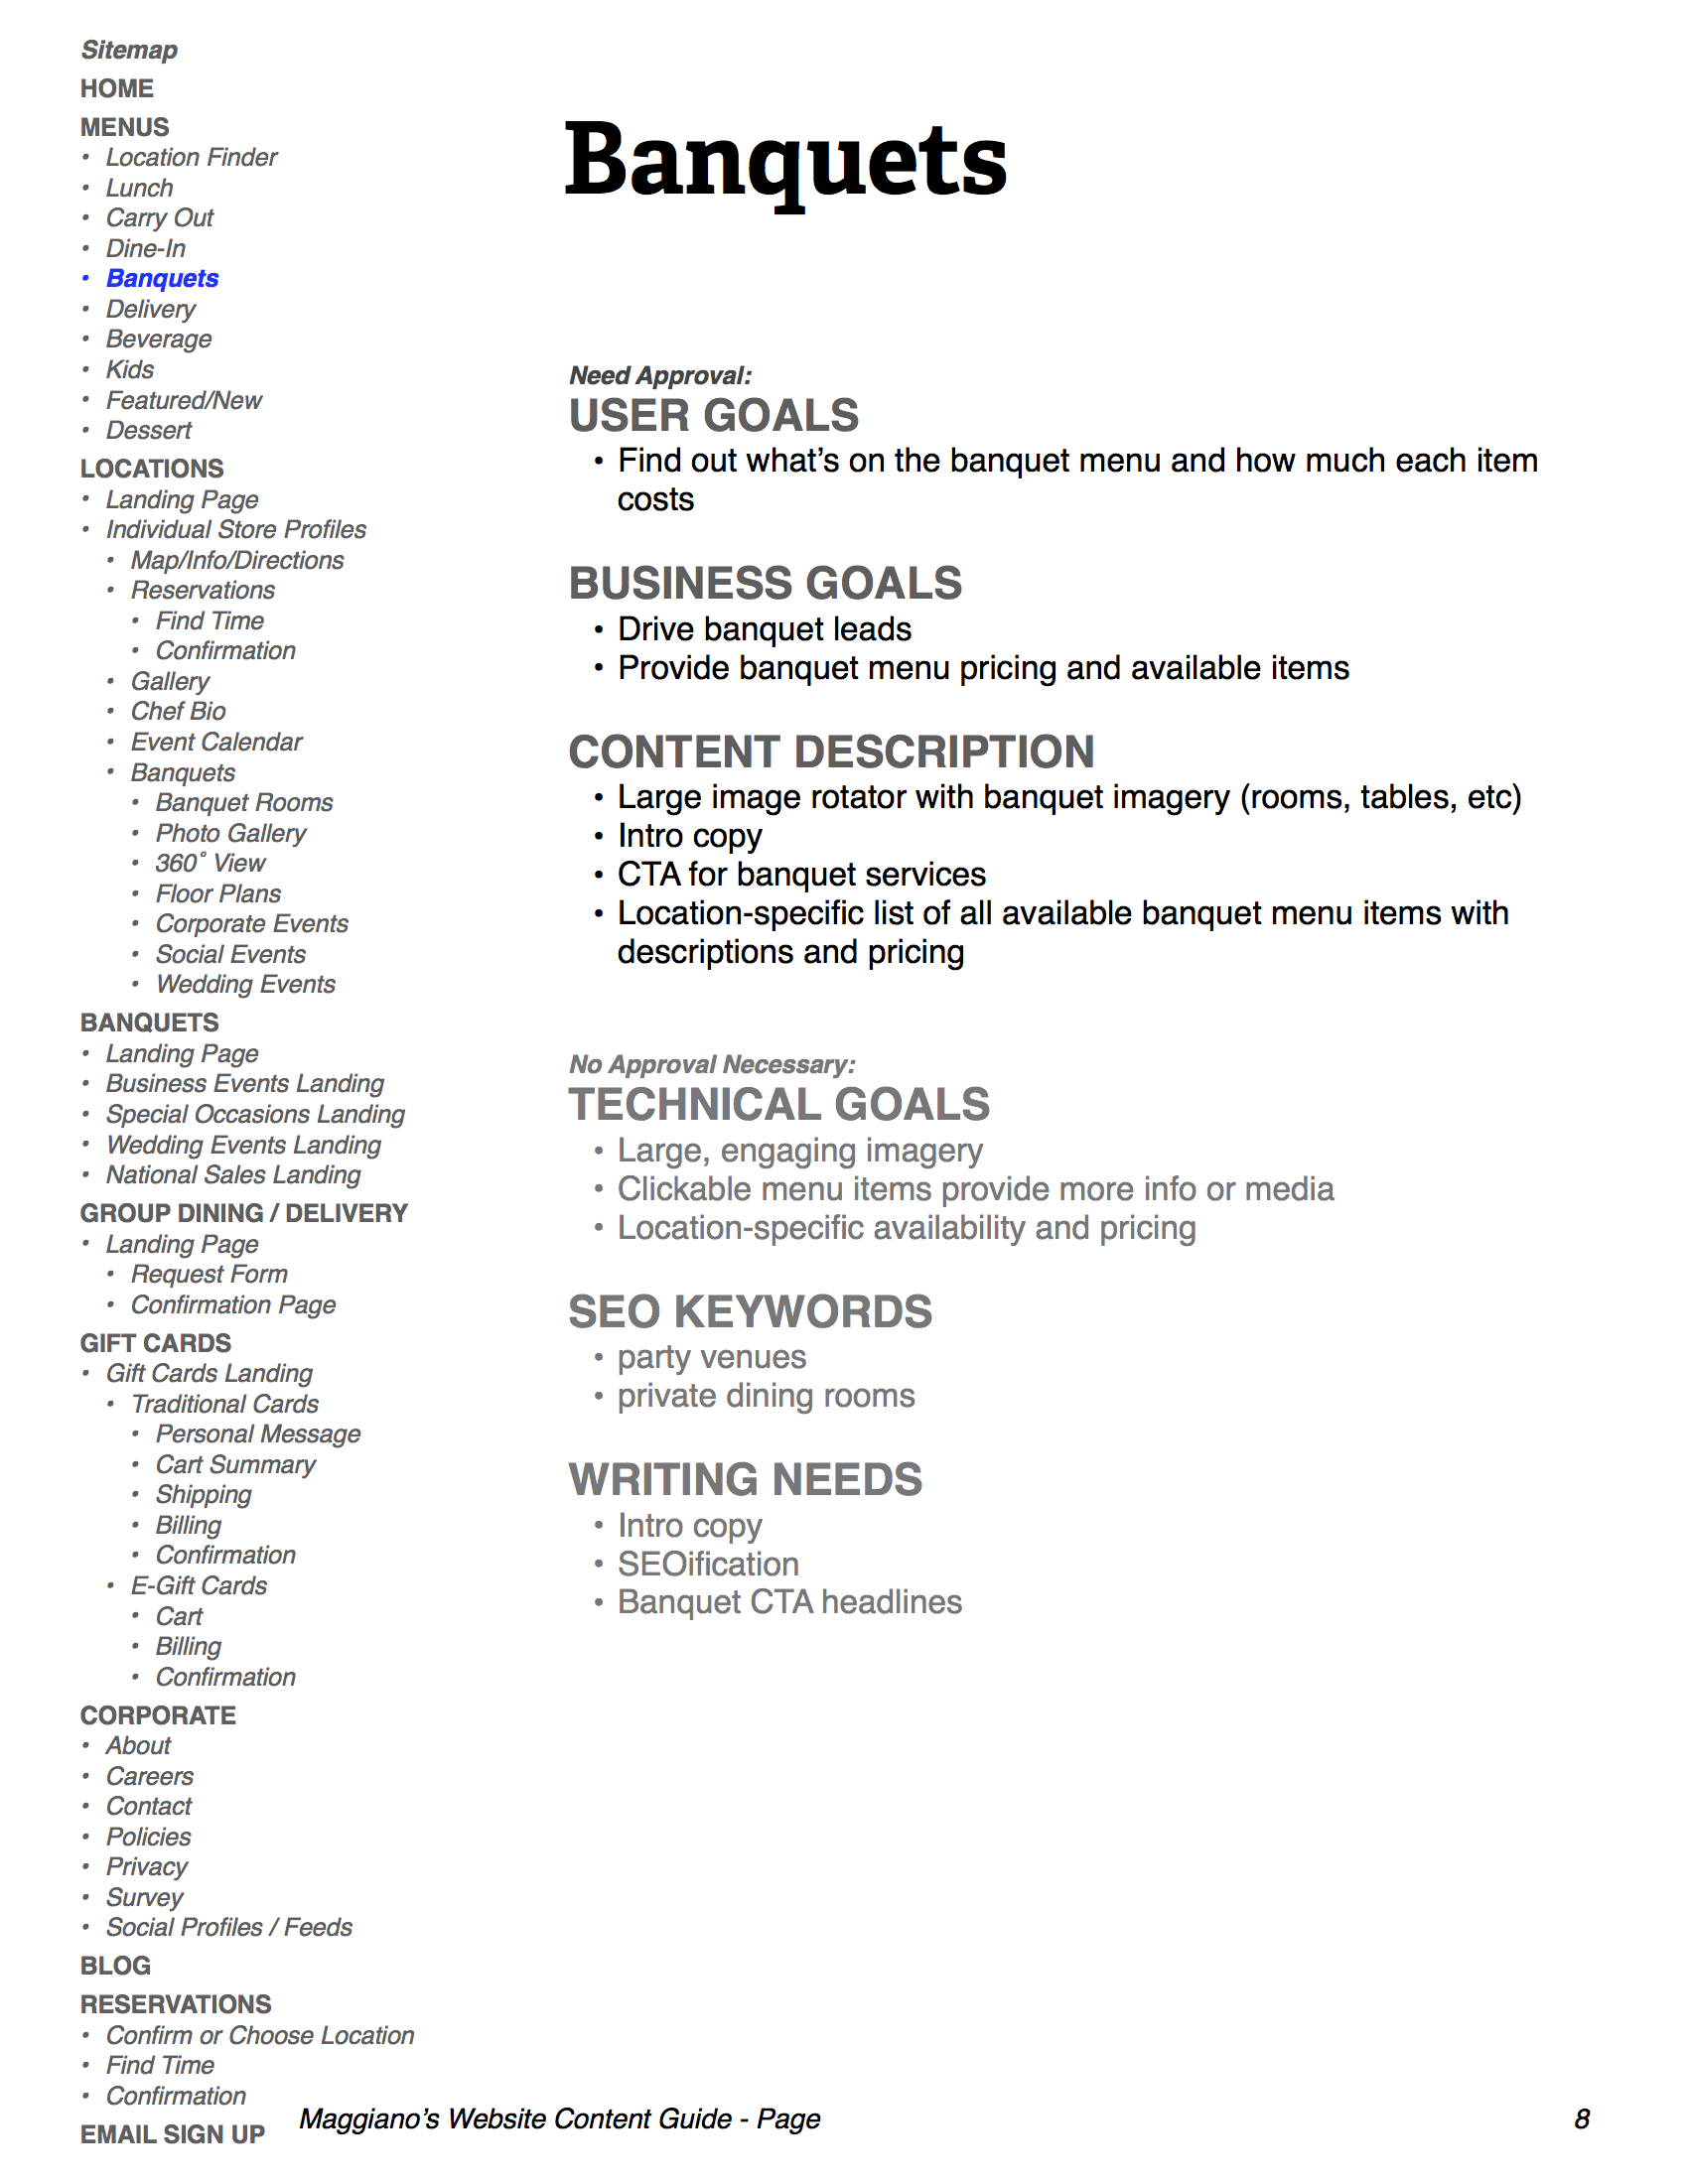 Sitemap
HOME
MENUS
• Location Finder
• Lunch
• Carry Out
• Dine-In
• Banquets
• Delivery
• Beverage
• Kids
• Featured/New
• Dessert
LOCATIONS
• Landing Page
• Individual Store Profiles
• Map/Info/Directions
• Reservations
• Find Time
• Confirmation
• Gallery
• Chef Bio
• Event Calendar
• Banquets
• Banquet Rooms
• Photo Gallery
• 360˚ View
• Floor Plans
• Corporate Events
• Social Events
• Wedding Events
BANQUETS
• Landing Page
• Business Events Landing
• Special Occasions Landing
• Wedding Events Landing
• National Sales Landing
GROUP DINING / DELIVERY
• Landing Page
• Request Form
• Confirmation Page
GIFT CARDS
• Gift Cards Landing
• Traditional Cards
• Personal Message
• Cart Summary
• Shipping
• Billing
• Confirmation
• E-Gift Cards
• Cart
• Billing
• Confirmation
CORPORATE
• About
• Careers
• Contact
• Policies
• Privacy
• Survey
• Social Profiles / Feeds
BLOG
RESERVATIONS
• Confirm or Choose Location
• Find Time
• Confirmation
EMAIL SIGN UP
Banquets
Need Approval:
USER GOALS
• Find out what’s on the banquet menu and how much each item
costs
BUSINESS GOALS
• Drive banquet leads
• Provide banquet menu pricing and available items
CONTENT DESCRIPTION
• Large image rotator with banquet imagery (rooms, tables, etc)
• Intro copy
• CTA for banquet services
• Location-specific list of all available banquet menu items with
descriptions and pricing
No Approval Necessary:
TECHNICAL GOALS
• Large, engaging imagery
• Clickable menu items provide more info or media
• Location-specific availability and pricing
SEO KEYWORDS
• party venues
• private dining rooms
WRITING NEEDS
• Intro copy
• SEOification
• Banquet CTA headlines
Maggiano’s Website Content Guide - Page 8